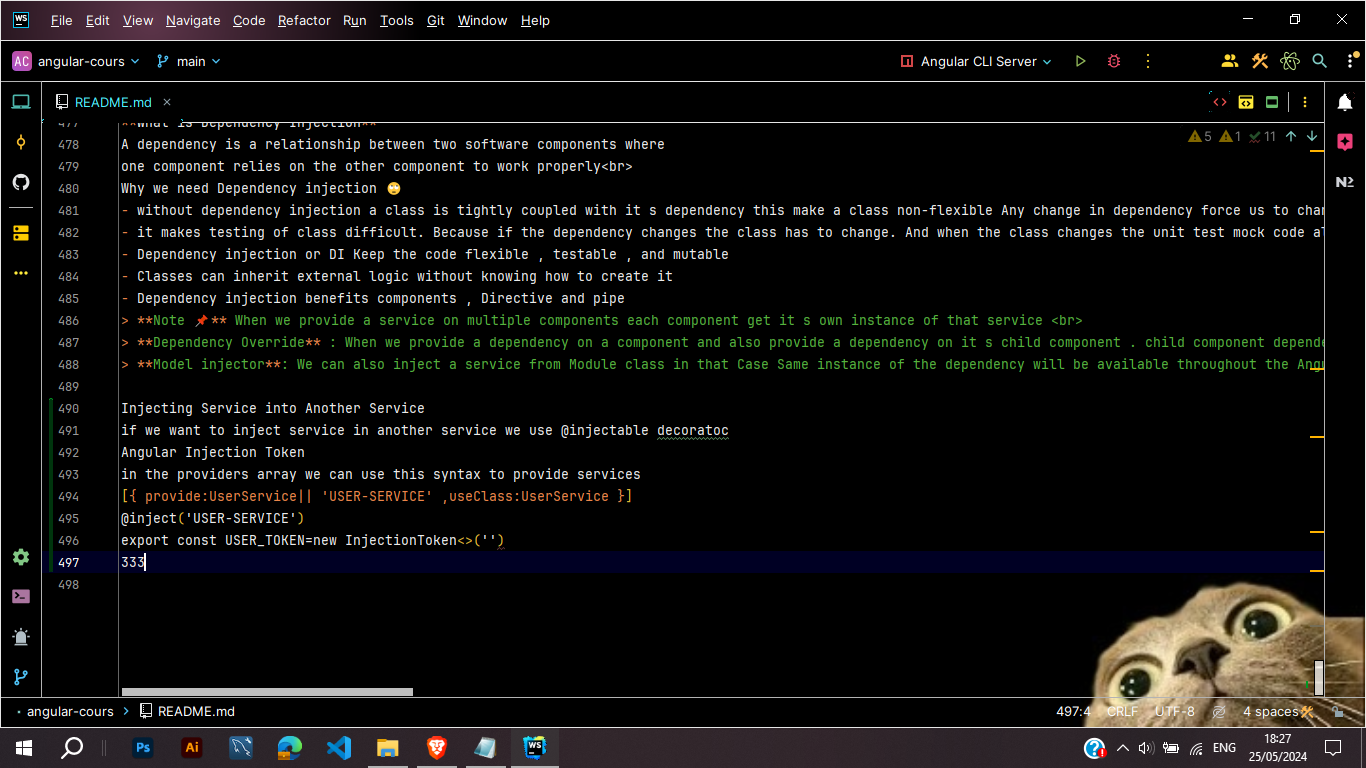 WS File Edit View Navigate Code Refactor Run Tools Git Window Help
AC angular-cours main Angular CLI Server
README.md
477 **What is Dependency injection**
5 1 11
478 A dependency is a relationship between two software components where
479 one component relies on the other component to work properly<br>
480 Why we need Dependency injection 🙄
481 - without dependency injection a class is tightly coupled with it s dependency this make a class non-flexible Any change in dependency force us to
482 - it makes testing of class difficult. Because if the dependency changes the class has to change. And when the class changes the unit test mock code
483 - Dependency injection or DI Keep the code flexible , testable , and mutable
484 - Classes can inherit external logic without knowing how to create it
485 - Dependency injection benefits components , Directive and pipe
486 > **Note 📌** When we provide a service on multiple components each component get it s own instance of that service <br>
487 > **Dependency Override** : When we provide a dependency on a component and also provide a dependency on it s child component . child component
488 > **Model injector**: We can also inject a service from Module class in that Case Same instance of the dependency will be available throughout the
489
490 Injecting Service into Another Service
491 if we want to inject service in another service we use @injectable decoratoc
492 Angular Injection Token
493 in the providers array we can use this syntax to provide services
494 [{ provide:UserService|| 'USER-SERVICE' ,useClass:UserService }]
495 @inject('USER-SERVICE')
496 export const USER_TOKEN=new InjectionToken<>('')
497 333
498
angular-cours README.md 497:4 CRLF UTF-8 4 spaces
Ps Ai WS ENG 18:27
25/05/2024